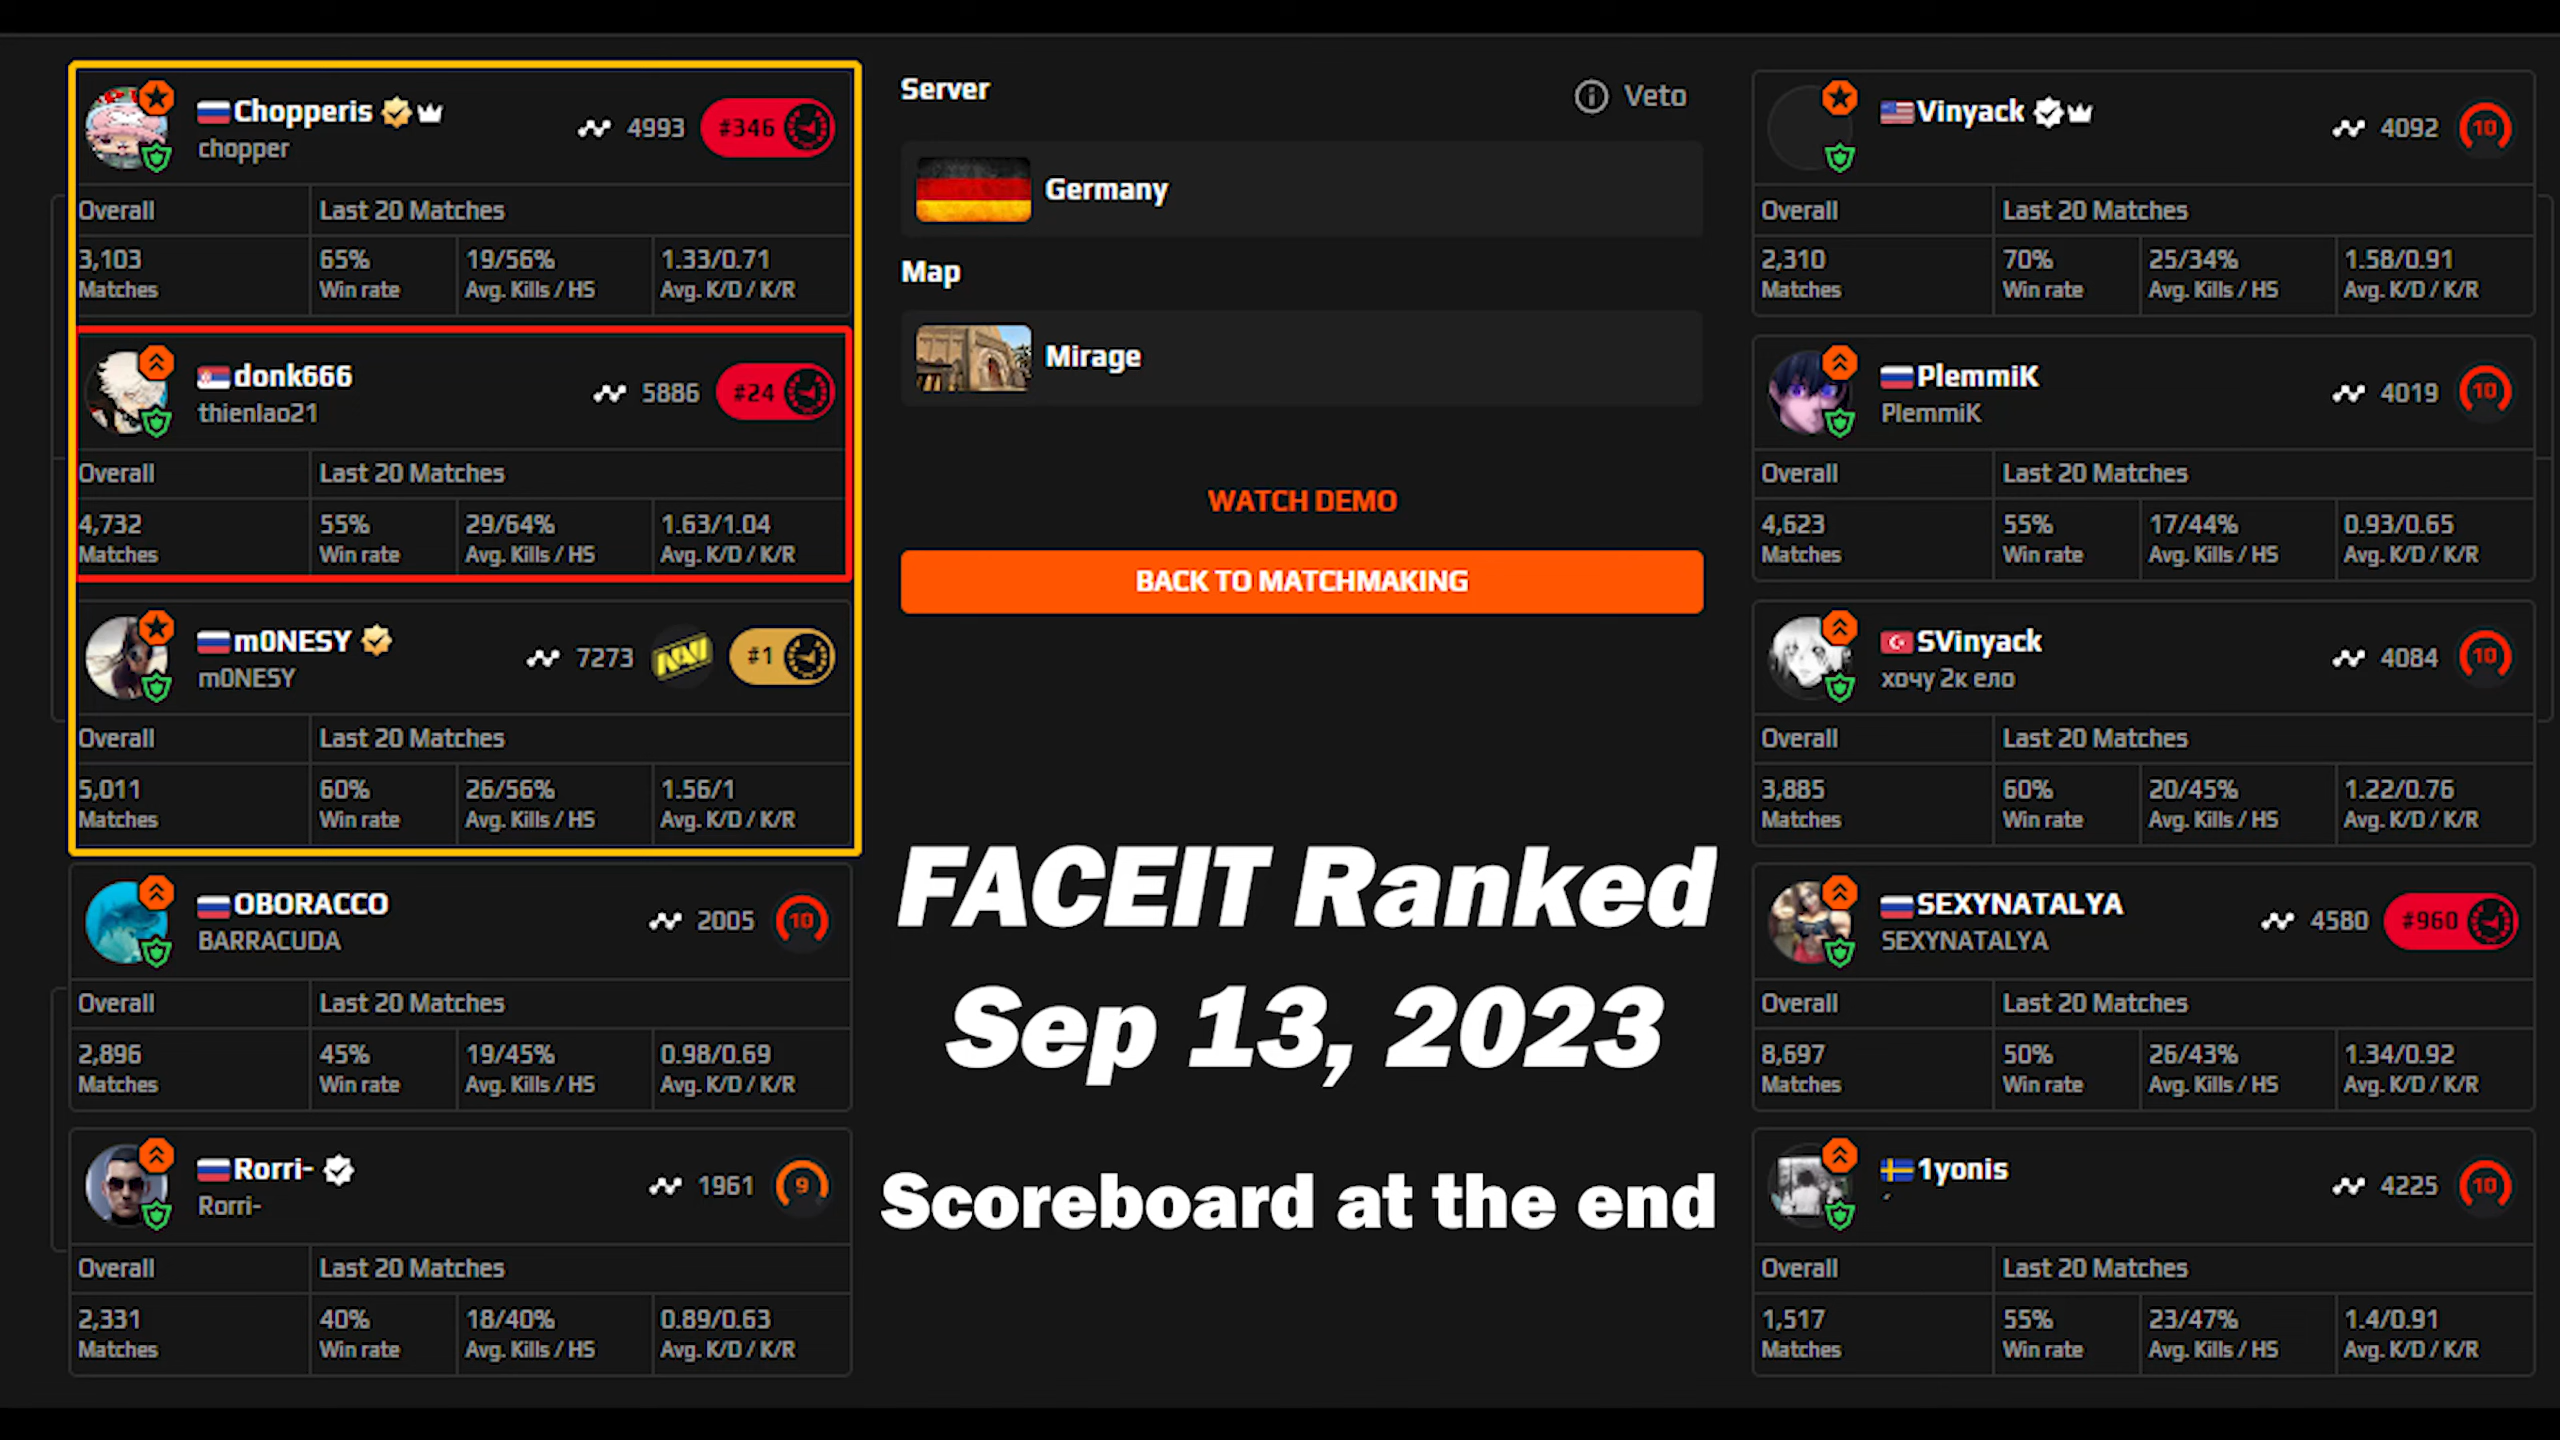 Chopperis
chopper
4993
#346
Overall
Last 20 Matches
3,103
65%
19/56%
1.33/0.71
Matches
Win rate
Avg. Kills / HS
Avg. K/D / K/R
donk666
thienlao21
5886
#24
Overall
Last 20 Matches
4,732
55%
29/64%
1.63/1.04
Matches
Win rate
Avg. Kills / HS
Avg. K/D / K/R
m0NESY
m0NESY
7273
#1
Overall
Last 20 Matches
5,011
60%
26/56%
1.56/1
Matches
Win rate
Avg. Kills / HS
Avg. K/D / K/R
OBORACCO
BARRACUDA
2005
10
Overall
Last 20 Matches
2,896
45%
19/45%
0.98/0.69
Matches
Win rate
Avg. Kills / HS
Avg. K/D / K/R
Rorri-
Rorri-
1961
9
Overall
Last 20 Matches
2,331
40%
18/40%
0.89/0.63
Matches
Win rate
Avg. Kills / HS
Avg. K/D / K/R
Server
Veto
Germany
Map
Mirage
WATCH DEMO
BACK TO MATCHMAKING
FACEIT Ranked
Sep 13, 2023
Scoreboard at the end
Vinyack
4092
10
Overall
Last 20 Matches
2,310
70%
25/34%
1.58/0.91
Matches
Win rate
Avg. Kills / HS
Avg. K/D / K/R
PlemmiK
PlemmiK
4019
10
Overall
Last 20 Matches
4,623
55%
17/44%
0.93/0.65
Matches
Win rate
Avg. Kills / HS
Avg. K/D / K/R
SVinyack
хочу 2к ело
4084
10
Overall
Last 20 Matches
3,885
60%
20/45%
1.22/0.76
Matches
Win rate
Avg. Kills / HS
Avg. K/D / K/R
SEXYNATALYA
SEXYNATALYA
4580
#960
Overall
Last 20 Matches
8,697
50%
26/43%
1.34/0.92
Matches
Win rate
Avg. Kills / HS
Avg. K/D / K/R
1yonis
4225
10
Overall
Last 20 Matches
1,517
55%
23/47%
1.4/0.91
Matches
Win rate
Avg. Kills / HS
Avg. K/D / K/R